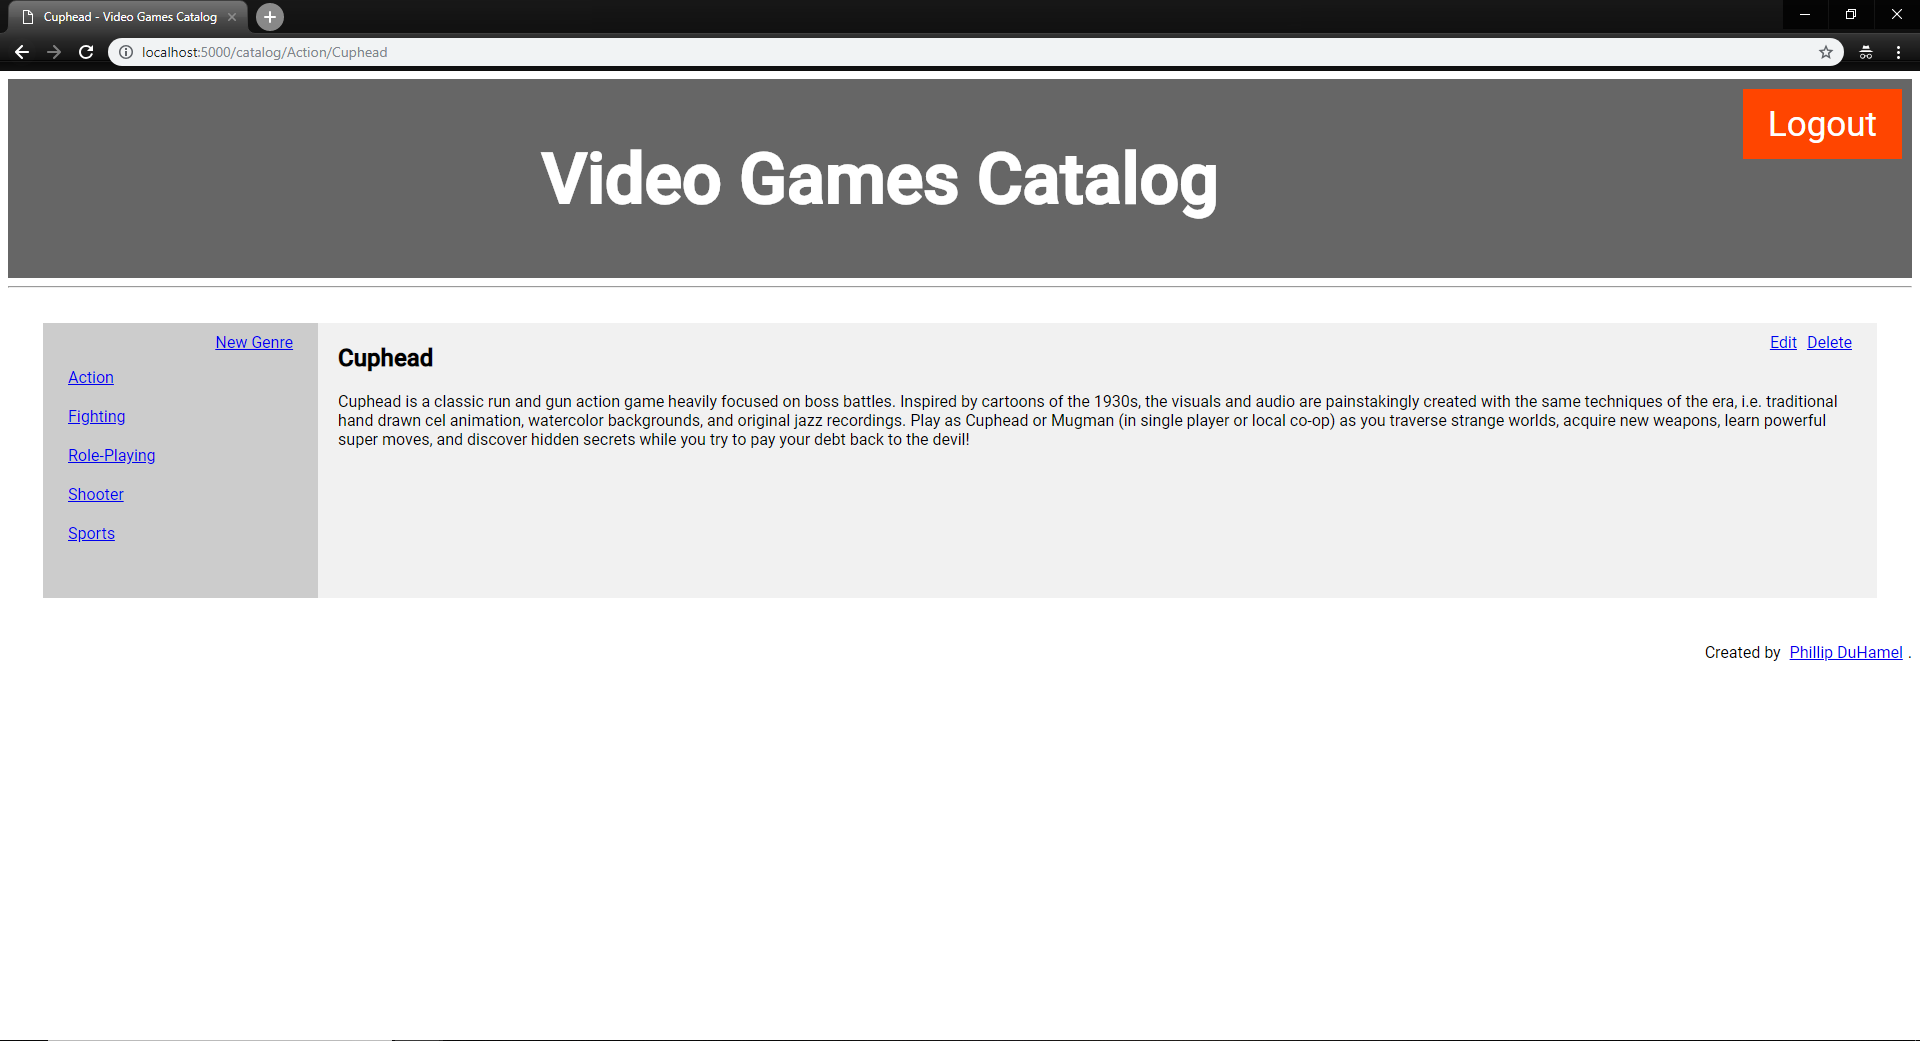 Cuphead - Video Games Catalog
localhost:5000/catalog/Action/Cuphead
Logout
Video Games Catalog
New Genre
Action
Fighting
Role-Playing
Shooter
Sports
Edit Delete
Cuphead
Cuphead is a classic run and gun action game heavily focused on boss battles. Inspired by cartoons of the 1930s, the visuals and audio are painstakingly created with the same techniques of the era, i.e. traditional
hand drawn cel animation, watercolor backgrounds, and original jazz recordings. Play as Cuphead or Mugman (in single player or local co-op) as you traverse strange worlds, acquire new weapons, learn powerful
super moves, and discover hidden secrets while you try to pay your debt back to the devil!
Created by Phillip DuHamel .